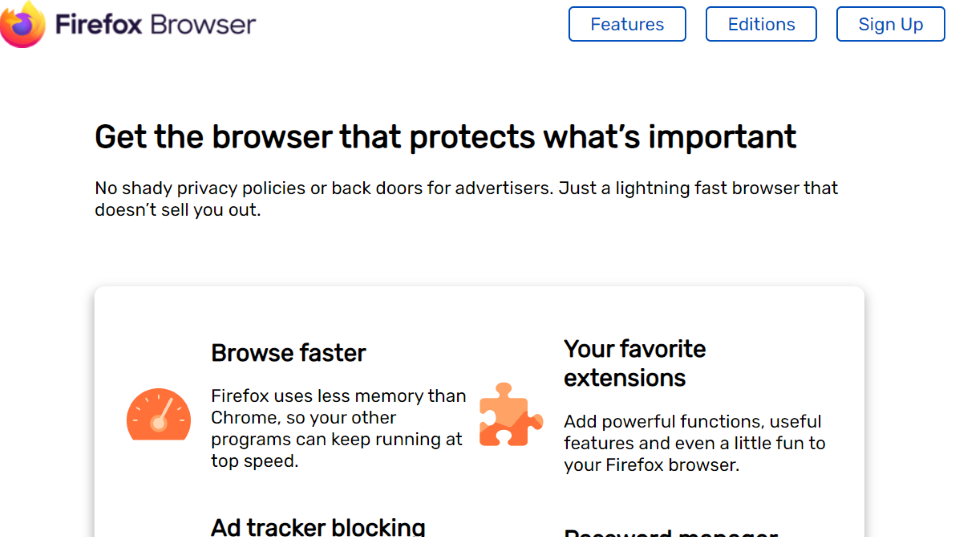 Firefox Browser
Features
Editions
Sign Up
Get the browser that protects what’s important
No shady privacy policies or back doors for advertisers. Just a lightning fast browser that
doesn’t sell you out.
Browse faster
Firefox uses less memory than
Chrome, so your other
programs can keep running at
top speed.
Your favorite
extensions
Add powerful functions, useful
features and even a little fun to
your Firefox browser.
Ad tracker blocking
Password manager